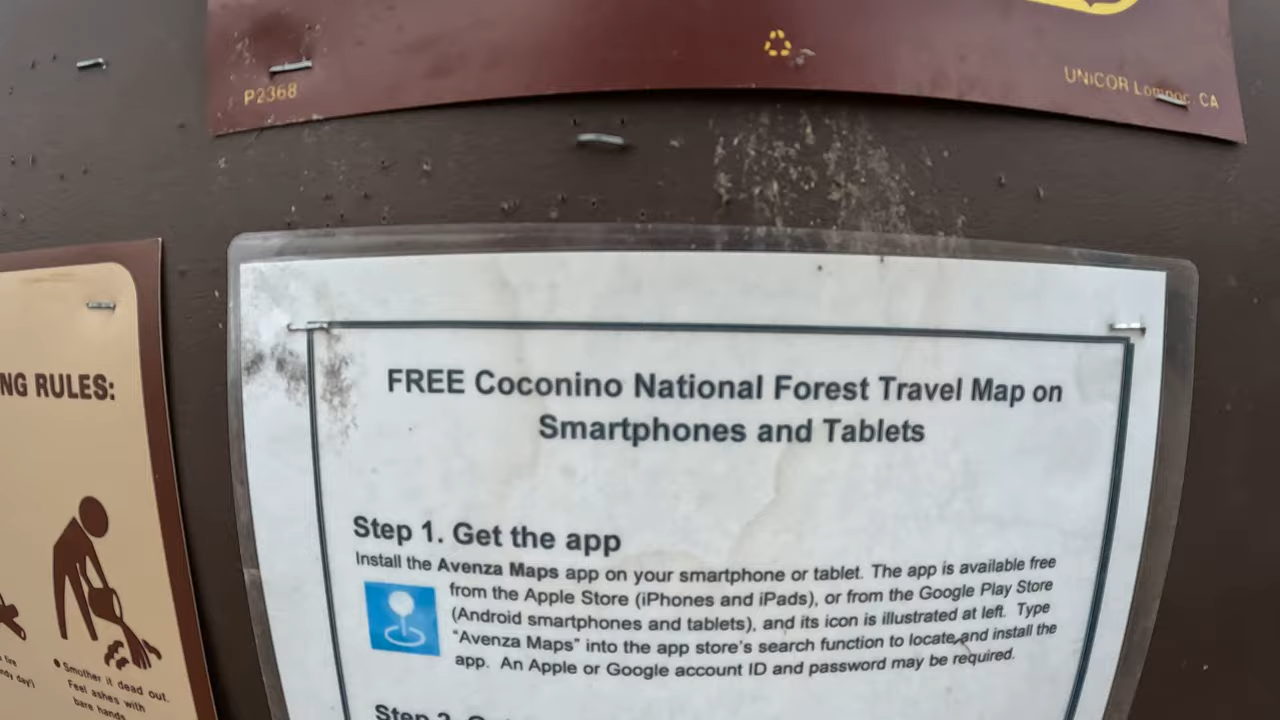 P2368
UNICOR Lompoc, CA
NG RULES:
Smother it dead out.
Feel ashes with
bare hands
FREE Coconino National Forest Travel Map on
Smartphones and Tablets
Step 1. Get the app
Install the Avenza Maps app on your smartphone or tablet. The app is available free
from the Apple Store (iPhones and iPads), or from the Google Play Store
(Android smartphones and tablets), and its icon is illustrated at left. Type
"Avenza Maps" into the app store's search function to locate and install the
app. An Apple or Google account ID and password may be required.
Step 2.